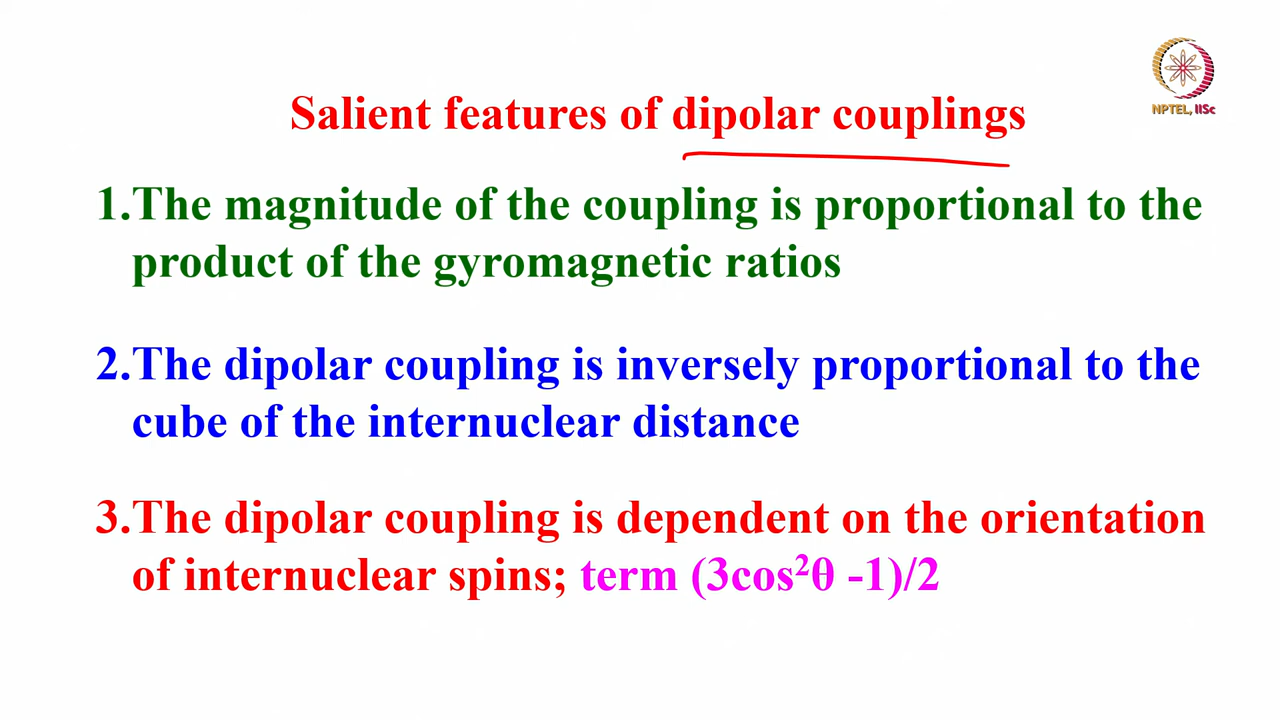 NPTEL, IISc
Salient features of dipolar couplings
1.The magnitude of the coupling is proportional to the
product of the gyromagnetic ratios
2.The dipolar coupling is inversely proportional to the
cube of the internuclear distance
3.The dipolar coupling is dependent on the orientation
of internuclear spins; term (3cos²θ -1)/2